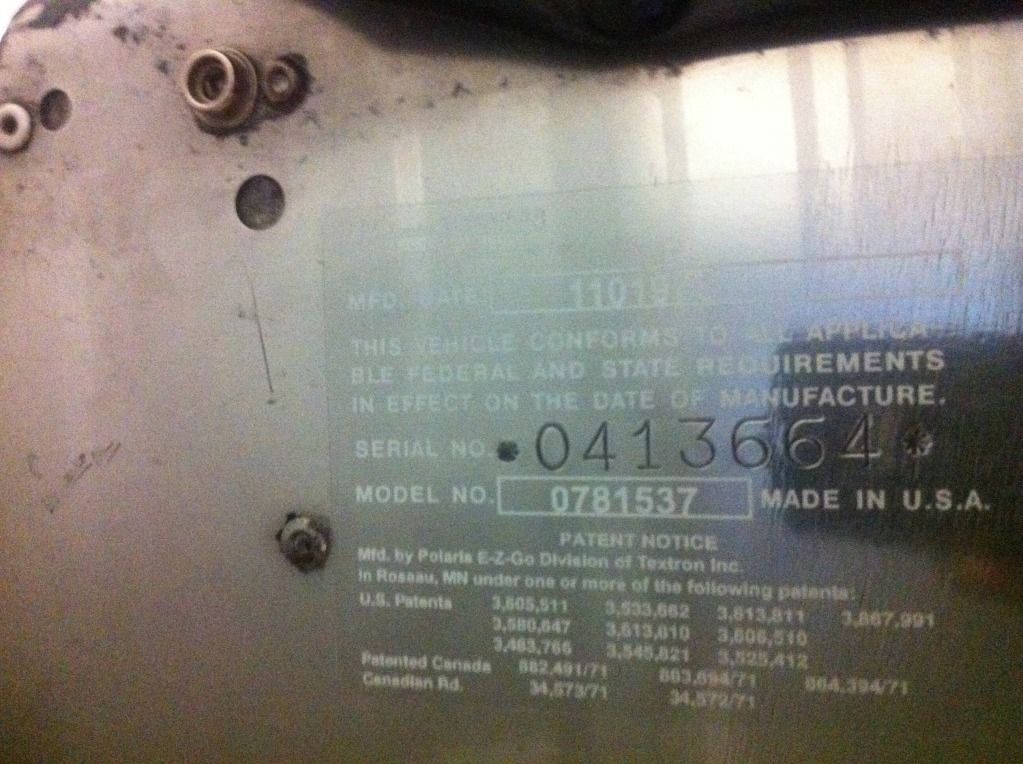 MFD. DATE
THIS VEHICLE CONFORMS TO ALL APPLICA-
BLE FEDERAL AND STATE REQUIREMENTS
IN EFFECT ON THE DATE OF MANUFACTURE.
SERIAL NO. *0413664*
MODEL NO. 0781537 MADE IN U.S.A.
PATENT NOTICE
Mfd. by Polaris E-Z-Go Division of Textron Inc.
in Roseau, MN under one or more of the following patents:
U.S. Patents 3,605,511 3,533,662 3,613,811 3,867,991
3,580,647 3,613,810 3,606,510
3,483,766 3,545,821 3,525,412
Patented Canada 882,491/71 883,694/71 884,394/71
Canadian Rd. 34,573/71 34,572/71